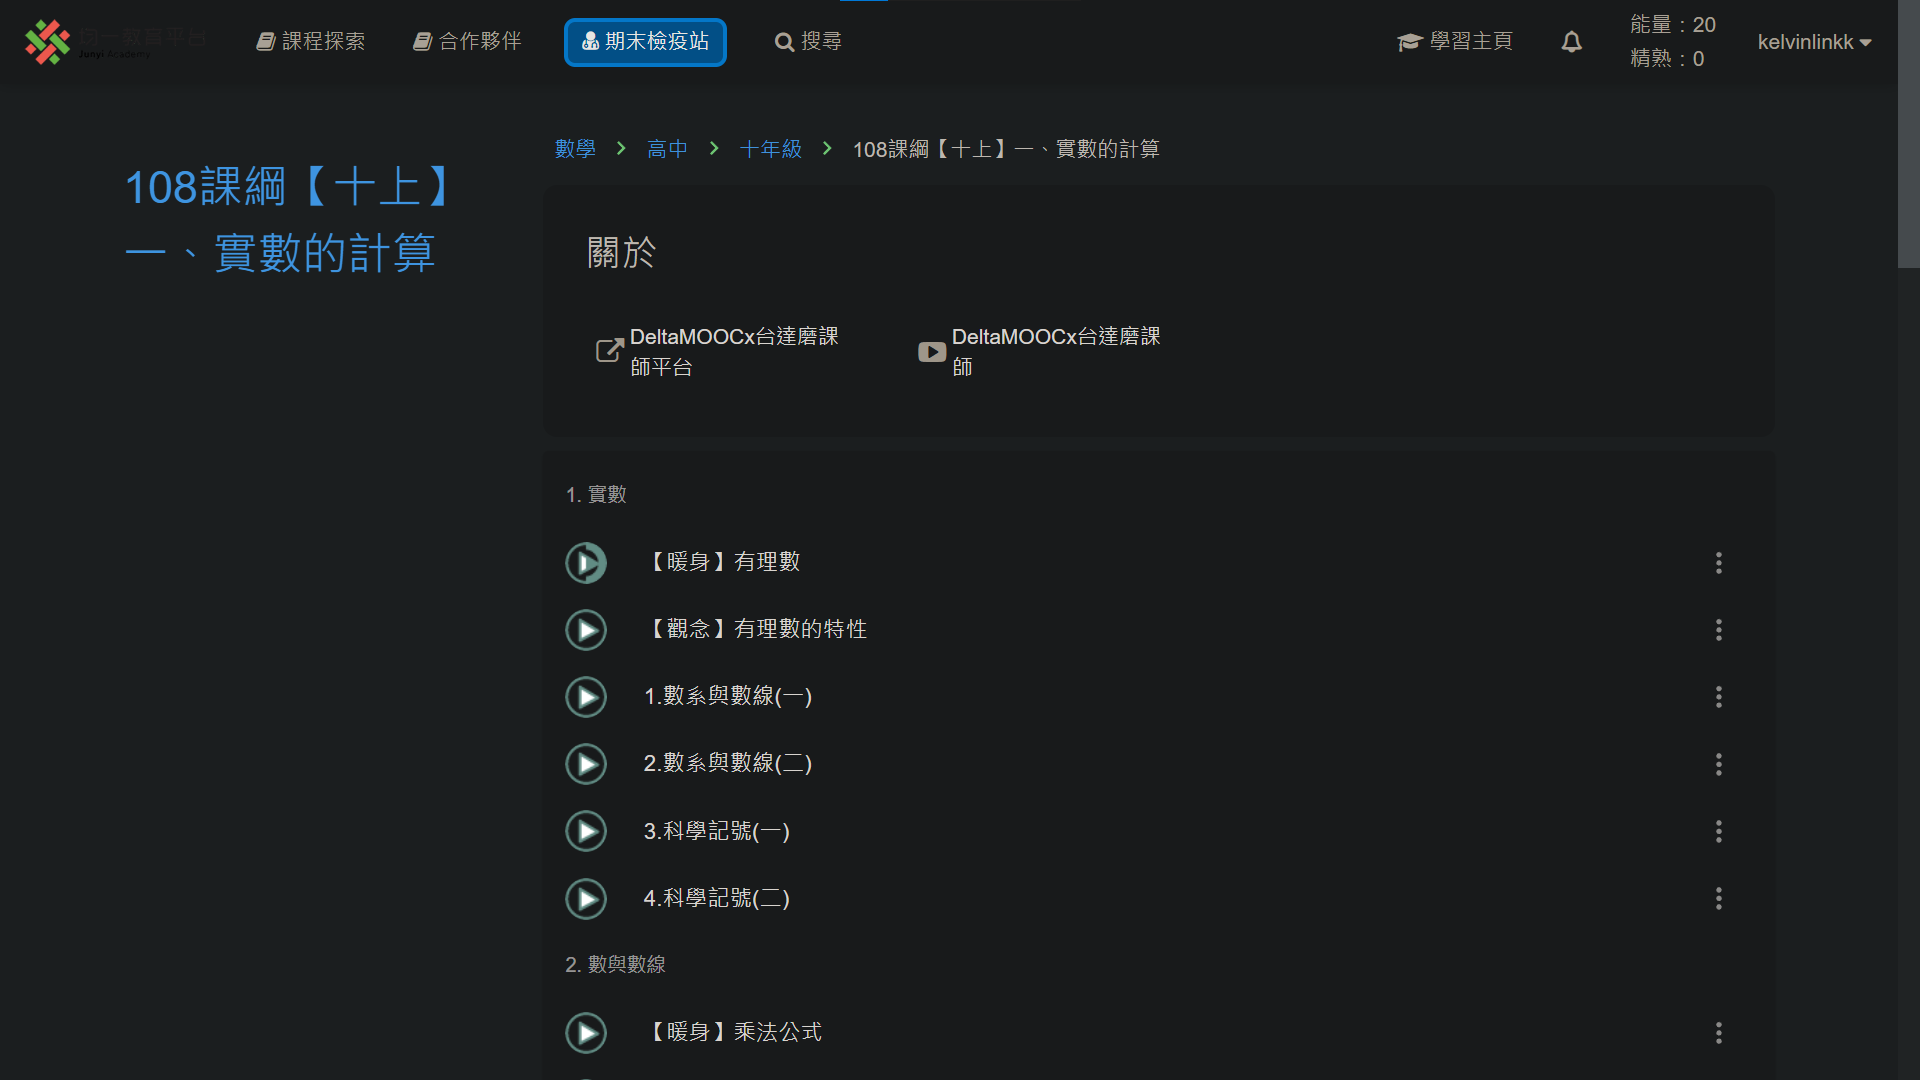 均一教育平台
Junyi Academy
課程探索
合作夥伴
期末檢疫站
搜尋
學習主頁
能量：20
精熟：0
kelvinlinkk
108課綱【十上】
一、實數的計算
數學 > 高中 > 十年級 > 108課綱【十上】一、實數的計算
關於
DeltaMOOCx台達磨課
師平台
DeltaMOOCx台達磨課
師
1. 實數
【暖身】有理數
【觀念】有理數的特性
1.數系與數線(一)
2.數系與數線(二)
3.科學記號(一)
4.科學記號(二)
2. 數與數線
【暖身】乘法公式